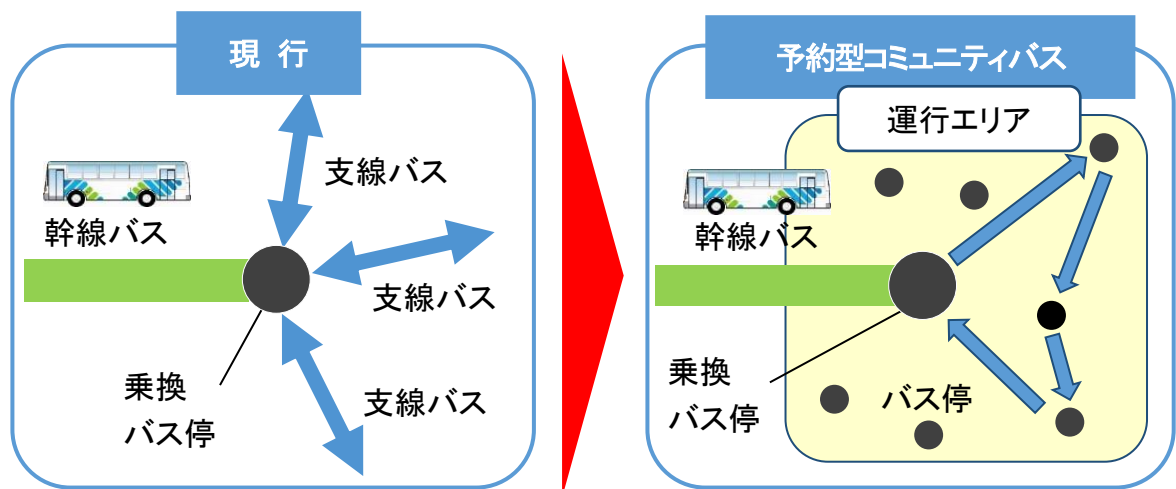 現 行
支線バス
幹線バス
支線バス
乗換
バス停
支線バス
予約型コミュニティバス
運行エリア
幹線バス
乗換
バス停
バス停